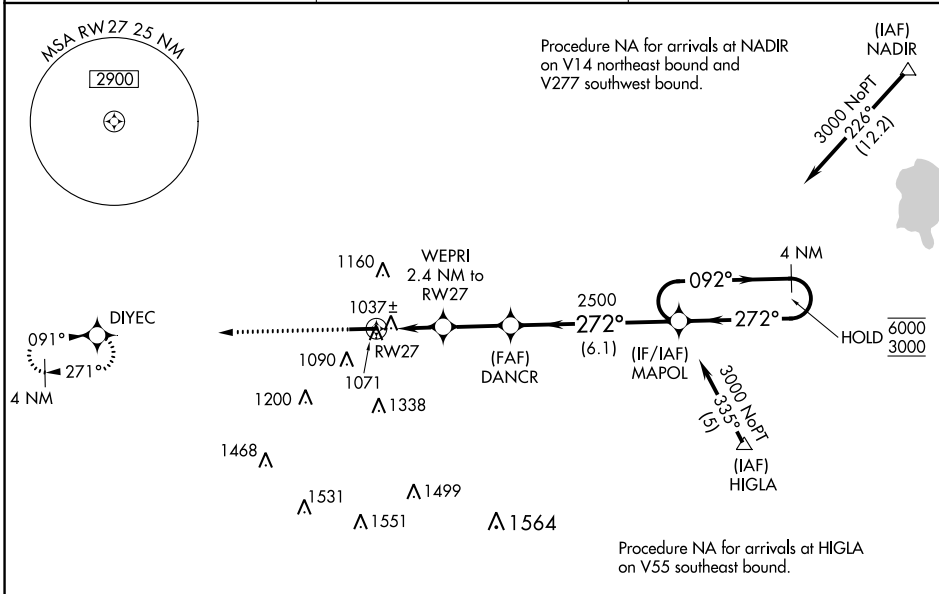 MSA RW27 25 NM
2900
Procedure NA for arrivals at NADIR
on V14 northeast bound and
V277 southwest bound.
(IAF)
NADIR
3000 NoPT
226°
(12.2)
1160
WEPRI
2.4 NM to
RW27
4 NM
092°
1037±
2500
272°
(6.1)
272°
HOLD
6000
3000
DIYEC
091°
271°
4 NM
RW27
1090
1071
(FAF)
DANCR
(IF/IAF)
MAPOL
1200
1338
3000 NoPT
335°
(5)
(IAF)
HIGLA
1468
1531
1499
1551
1564
Procedure NA for arrivals at HIGLA
on V55 southeast bound.